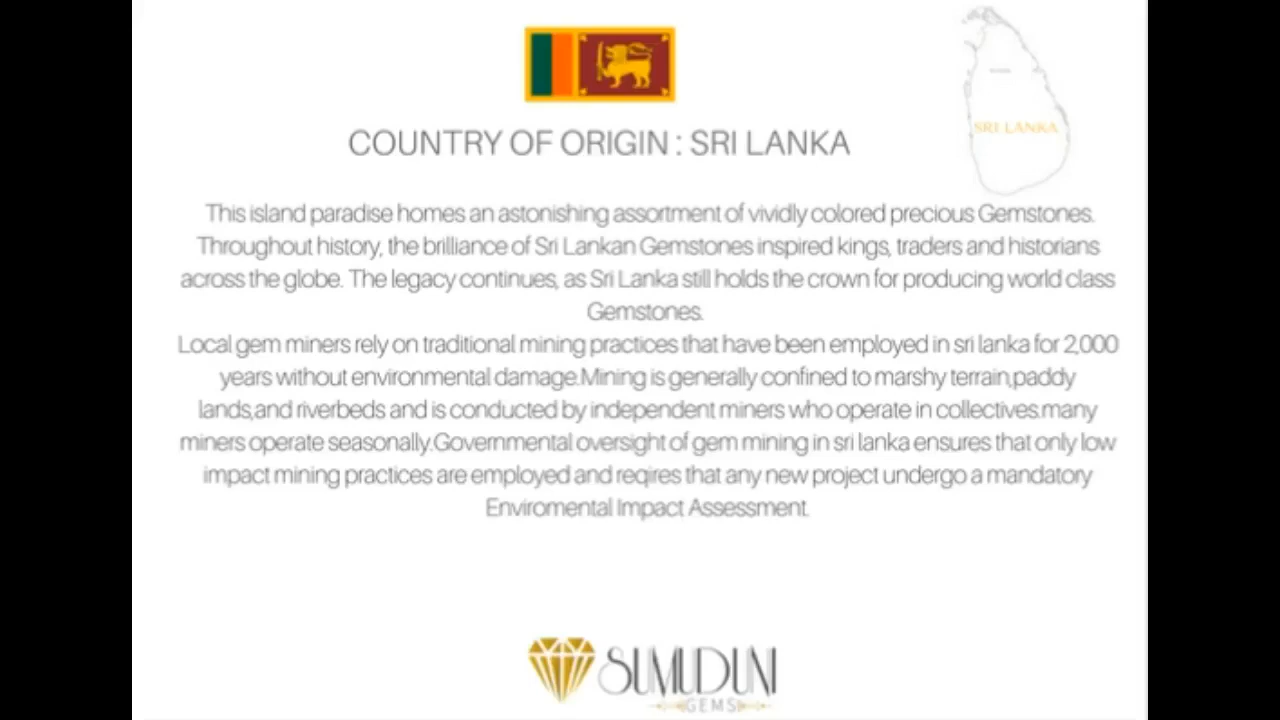 SRI LANKA
COUNTRY OF ORIGIN : SRI LANKA
This island paradise homes an astonishing assortment of vividly colored precious Gemstones.
Throughout history, the brilliance of Sri Lankan Gemstones inspired kings, traders and historians
across the globe. The legacy continues, as Sri Lanka still holds the crown for producing world class
Gemstones.
Local gem miners rely on traditional mining practices that have been employed in sri lanka for 2,000
years without environmental damage.Mining is generally confined to marshy terrain,paddy
lands,and riverbeds and is conducted by independent miners who operate in collectives.many
miners operate seasonally.Governmental oversight of gem mining in sri lanka ensures that only low
impact mining practices are employed and reqires that any new project undergo a mandatory
Enviromental Impact Assessment.
SUMUDUNI
GEMS